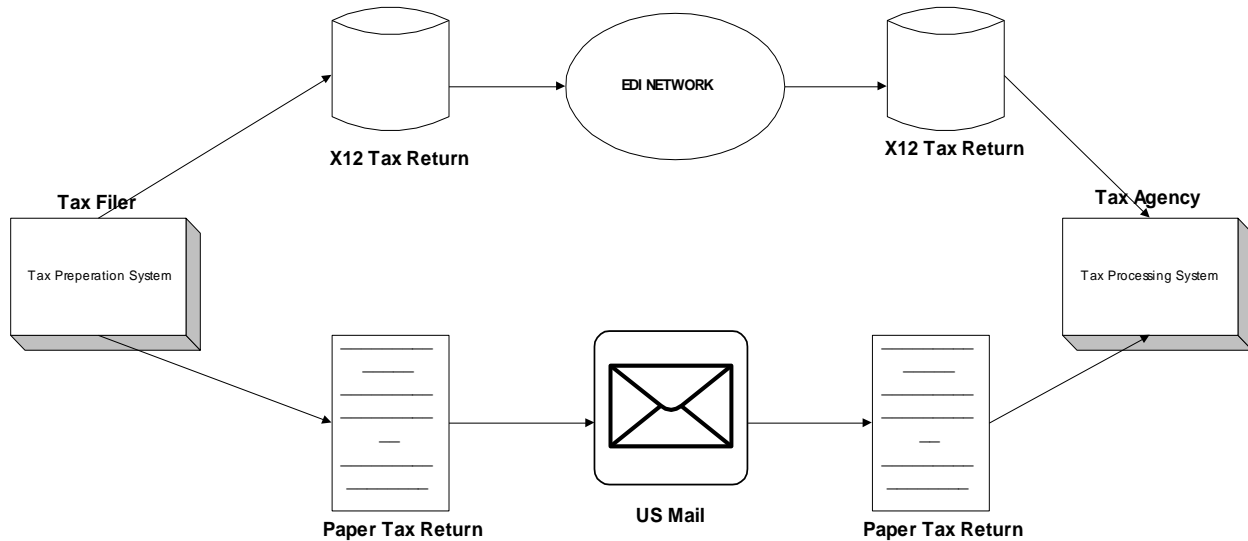 EDI NETWORK
X12 Tax Return
X12 Tax Return
Tax Filer
Tax Agency
Tax Preperation System
Tax Processing System
Paper Tax Return
US Mail
Paper Tax Return